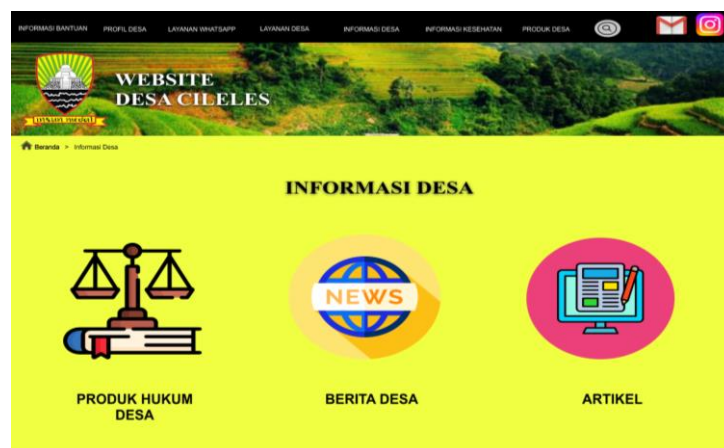 INFORMASI BANTUAN
PROFIL DESA
LAYANAN WHATSAPP
LAYANAN DESA
INFORMASI DESA
INFORMASI KESEHATAN
PRODUK DESA
WEBSITE
DESA CILELES
Beranda > Informasi Desa
INFORMASI DESA
NEWS
PRODUK HUKUM
DESA
BERITA DESA
ARTIKEL